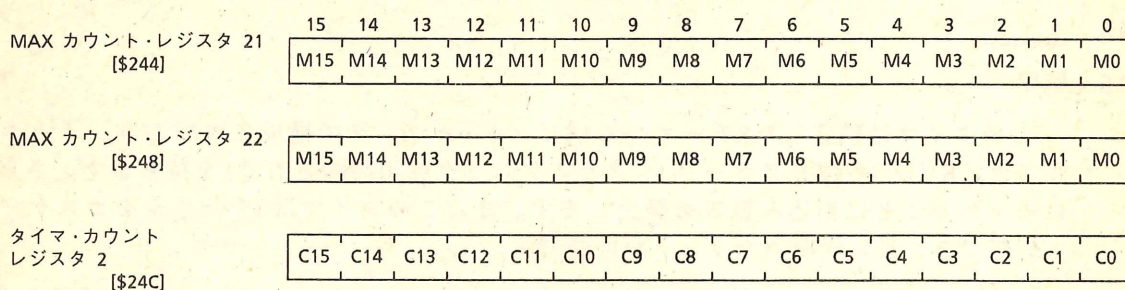 15 14 13 12 11 10 9 8 7 6 5 4 3 2 1 0
MAX カウント・レジスタ 21
[$244]
M15 M14 M13 M12 M11 M10 M9 M8 M7 M6 M5 M4 M3 M2 M1 M0
MAX カウント・レジスタ 22
[$248]
M15 M14 M13 M12 M11 M10 M9 M8 M7 M6 M5 M4 M3 M2 M1 M0
タイマ・カウント
レジスタ 2
[$24C]
C15 C14 C13 C12 C11 C10 C9 C8 C7 C6 C5 C4 C3 C2 C1 C0